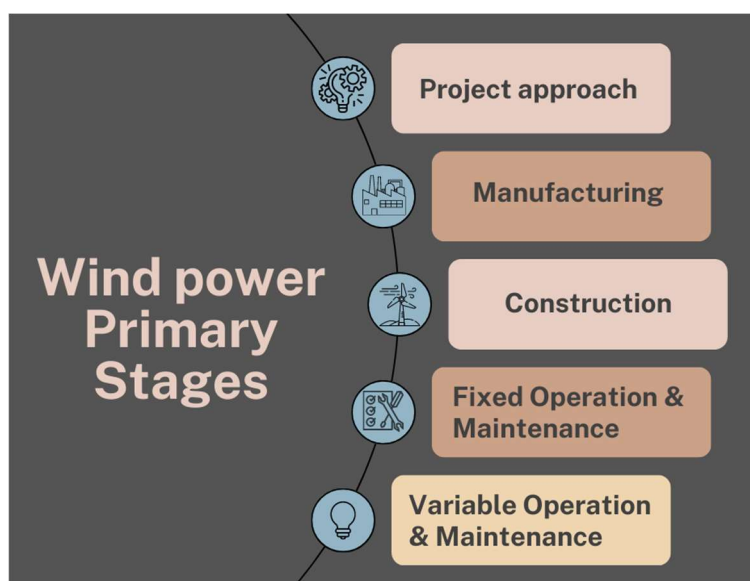 Wind power
Primary
Stages
Project approach
Manufacturing
Construction
Fixed Operation &
Maintenance
Variable Operation
& Maintenance